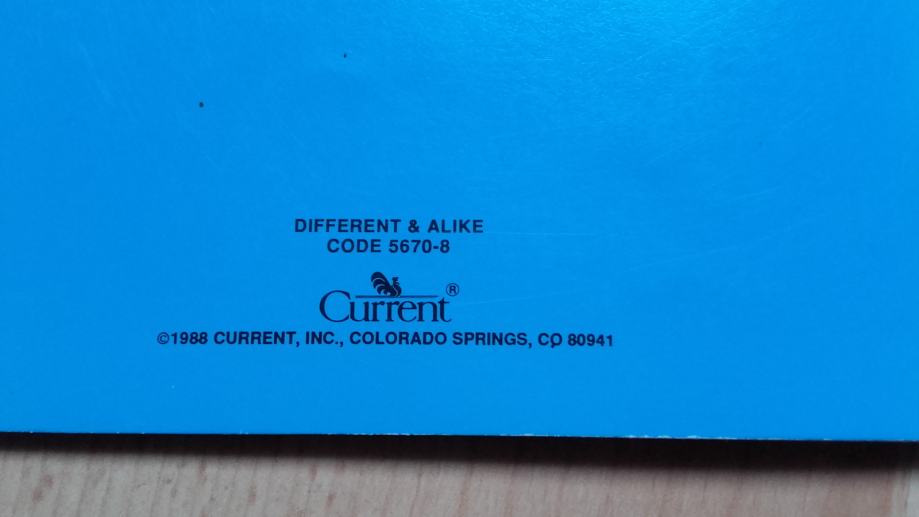 DIFFERENT & ALIKE
CODE 5670-8
Current®
©1988 CURRENT, INC., COLORADO SPRINGS, CO 80941